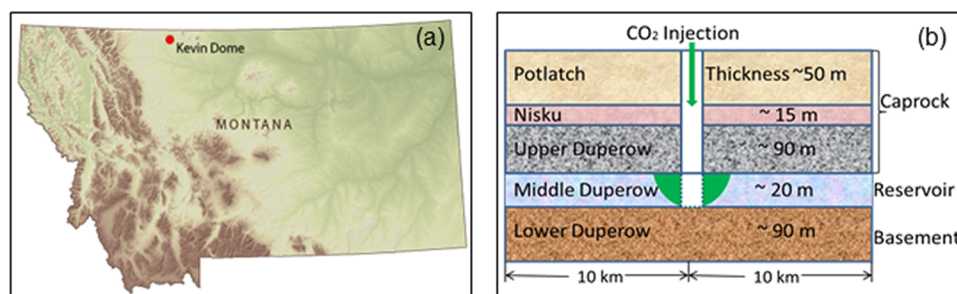 (a)
Kevin Dome
MONTANA
(b)
CO₂ Injection
Potlatch Thickness ~50 m
Nisku ~ 15 m
Caprock
Upper Duperow ~ 90 m
Middle Duperow ~ 20 m Reservoir
Lower Duperow ~ 90 m Basement
10 km 10 km